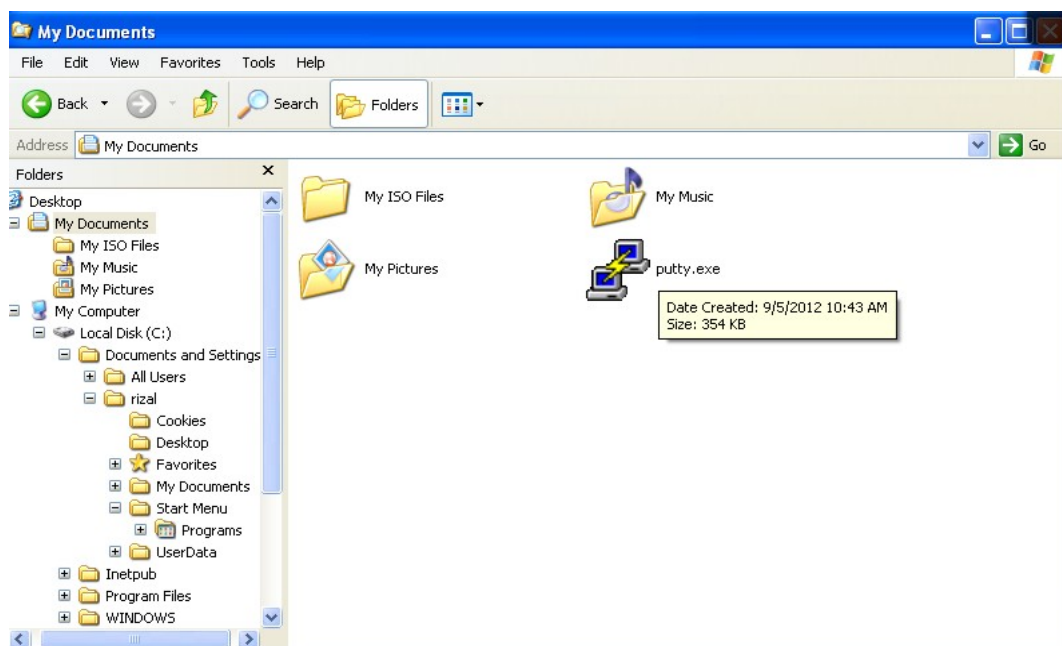 My Documents
File Edit View Favorites Tools Help
Back Search Folders
Address My Documents Go
Folders
Desktop
My Documents
My ISO Files
My Music
My Pictures
My Computer
Local Disk (C:)
Documents and Settings
All Users
rizal
Cookies
Desktop
Favorites
My Documents
Start Menu
Programs
UserData
Inetpub
Program Files
WINDOWS
My ISO Files
My Music
My Pictures
putty.exe
Date Created: 9/5/2012 10:43 AM
Size: 354 KB